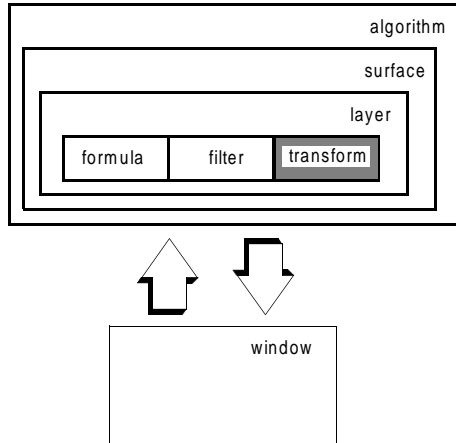 algorithm
surface
layer
formula filter transform
window